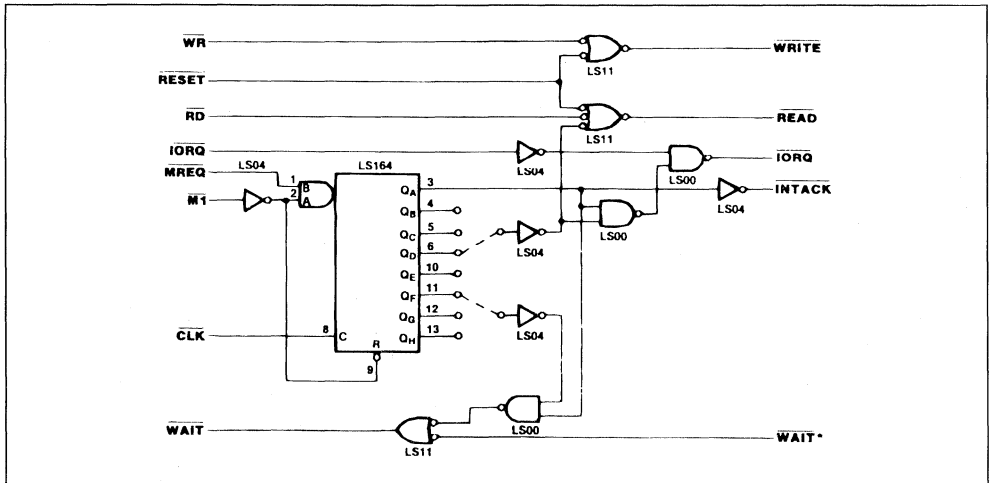 WR
WRITE
LS11
RESET
RD
READ
LS11
IORQ
LS04
IORQ
LS00
MREQ
LS04
LS164
1
B
2
A
M1
QA 3
INTACK
LS04
QB 4
LS00
QC 5
QD 6
LS04
QE 10
QF 11
LS04
QG 12
QH 13
CLK
8
C
R
9
WAIT
LS11
LS00
WAIT*